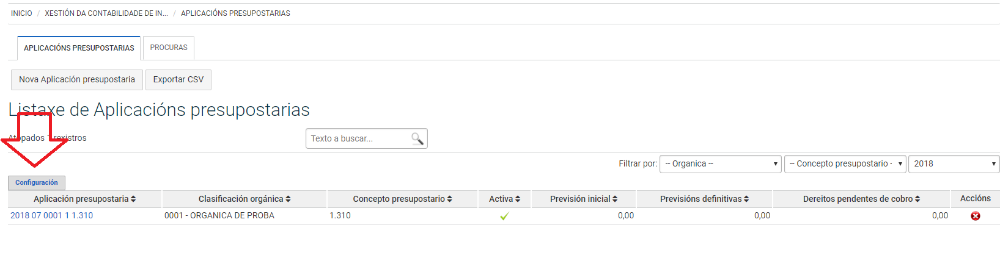 INICIO / XESTIÓN DA CONTABILIDADE DE IN... / APLICACIÓNS PRESUPOSTARIAS
APLICACIÓNS PRESUPOSTARIAS PROCURAS
Nova Aplicación presupostaria Exportar CSV
Listaxe de Aplicacións presupostarias
Atopados 1 rexistros Texto a buscar...
Filtrar por: -- Organica -- -- Concepto presupostario - 2018
Configuración
Aplicación presupostaria Clasificación orgánica Concepto presupostario Activa Previsión inicial Previsións definitivas Dereitos pendentes de cobro Accións
2018 07 0001 1 1.310 0001 - ORGANICA DE PROBA 1.310 0,00 0,00 0,00